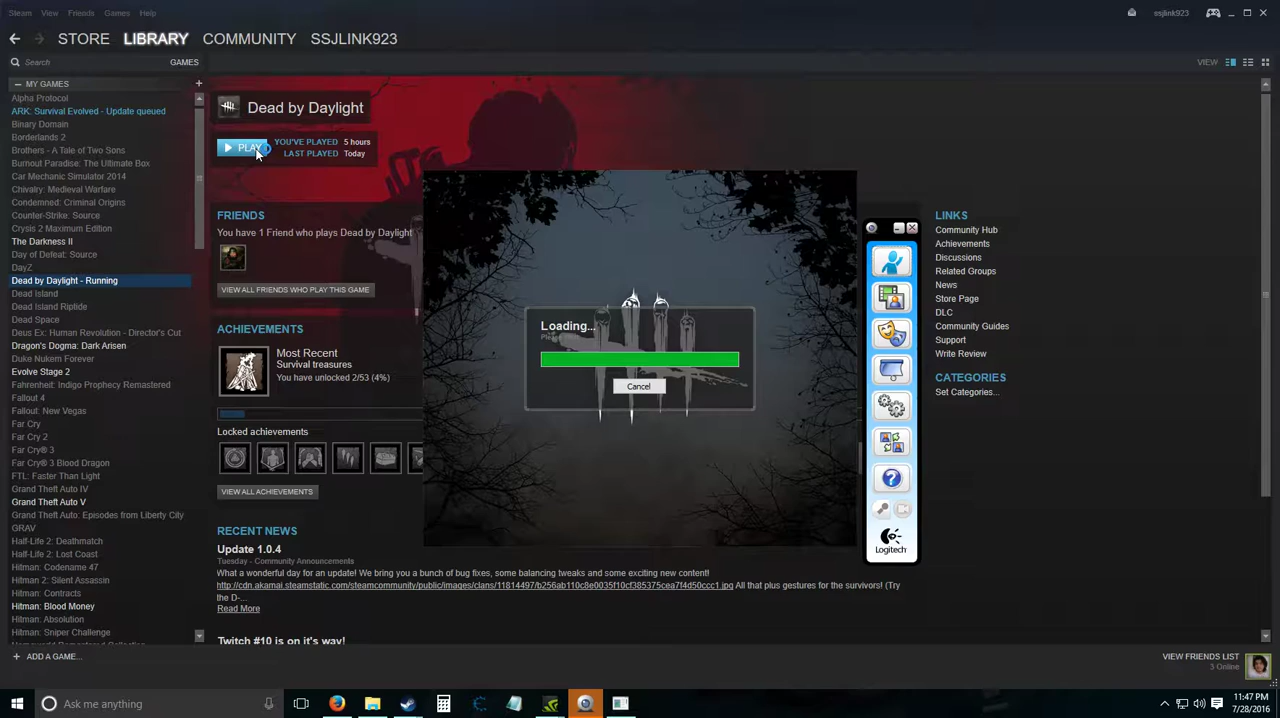 Steam View Friends Games Help
ssjlink923
STORE LIBRARY COMMUNITY SSJLINK923
Search GAMES
VIEW
MY GAMES
Alpha Protocol
ARK: Survival Evolved - Update queued
Binary Domain
Borderlands 2
Brothers - A Tale of Two Sons
Burnout Paradise: The Ultimate Box
Car Mechanic Simulator 2014
Chivalry: Medieval Warfare
Condemned: Criminal Origins
Counter-Strike: Source
Crysis 2 Maximum Edition
The Darkness II
Day of Defeat: Source
DayZ
Dead by Daylight - Running
Dead Island
Dead Island Riptide
Dead Space
Deus Ex: Human Revolution - Director's Cut
Dragon's Dogma: Dark Arisen
Duke Nukem Forever
Evolve Stage 2
Fahrenheit: Indigo Prophecy Remastered
Fallout 4
Fallout: New Vegas
Far Cry
Far Cry 2
Far Cry® 3
Far Cry® 3 Blood Dragon
FTL: Faster Than Light
Grand Theft Auto IV
Grand Theft Auto V
Grand Theft Auto: Episodes from Liberty City
GRAV
Half-Life 2: Deathmatch
Half-Life 2: Lost Coast
Hitman: Codename 47
Hitman 2: Silent Assassin
Hitman: Contracts
Hitman: Blood Money
Hitman: Absolution
Hitman: Sniper Challenge
ADD A GAME...
Dead by Daylight
PLAY
YOU'VE PLAYED 5 hours
LAST PLAYED Today
FRIENDS
You have 1 Friend who plays Dead by Daylight
VIEW ALL FRIENDS WHO PLAY THIS GAME
ACHIEVEMENTS
Most Recent
Survival treasures
You have unlocked 2/53 (4%)
Locked achievements
VIEW ALL ACHIEVEMENTS
RECENT NEWS
Update 1.0.4
Tuesday - Community Announcements
What a wonderful day for an update! We bring you a bunch of bug fixes, some balancing tweaks and some exciting new content!
http://cdn.akamai.steamstatic.com/steamcommunity/public/images/clans/11814497/b256ab110c8e0035f10cf385375cea7f4d50ccc1.jpg All that plus gestures for the survivors! (Try
the D-...
Read More
Twitch #10 is on it's way!
Loading...
Cancel
Logitech
LINKS
Community Hub
Achievements
Discussions
Related Groups
News
Store Page
DLC
Community Guides
Support
Write Review
CATEGORIES
Set Categories...
VIEW FRIENDS LIST
3 Online
Ask me anything
11:47 PM
7/28/2016